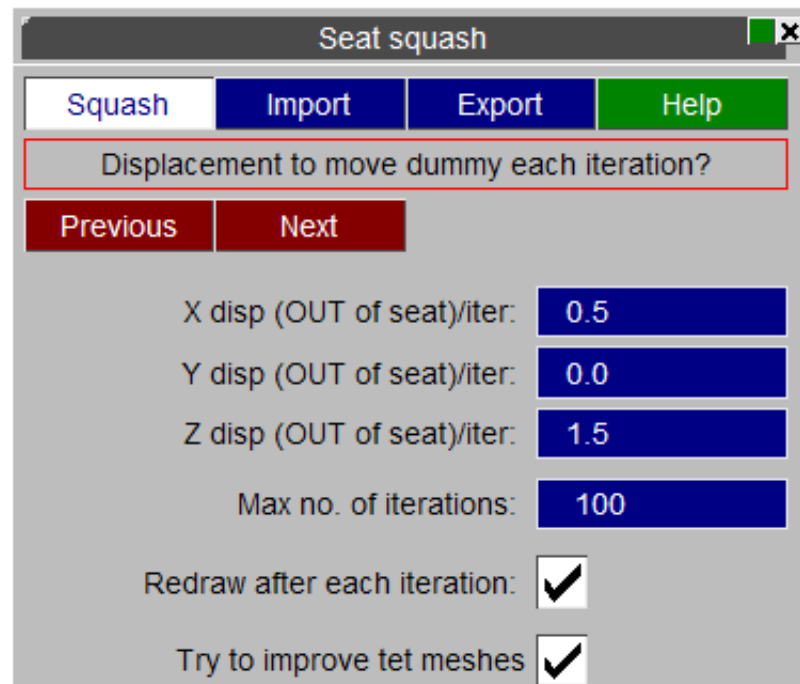 Seat squash
Squash Import Export Help
Displacement to move dummy each iteration?
Previous Next
X disp (OUT of seat)/iter: 0.5
Y disp (OUT of seat)/iter: 0.0
Z disp (OUT of seat)/iter: 1.5
Max no. of iterations: 100
Redraw after each iteration:
Try to improve tet meshes